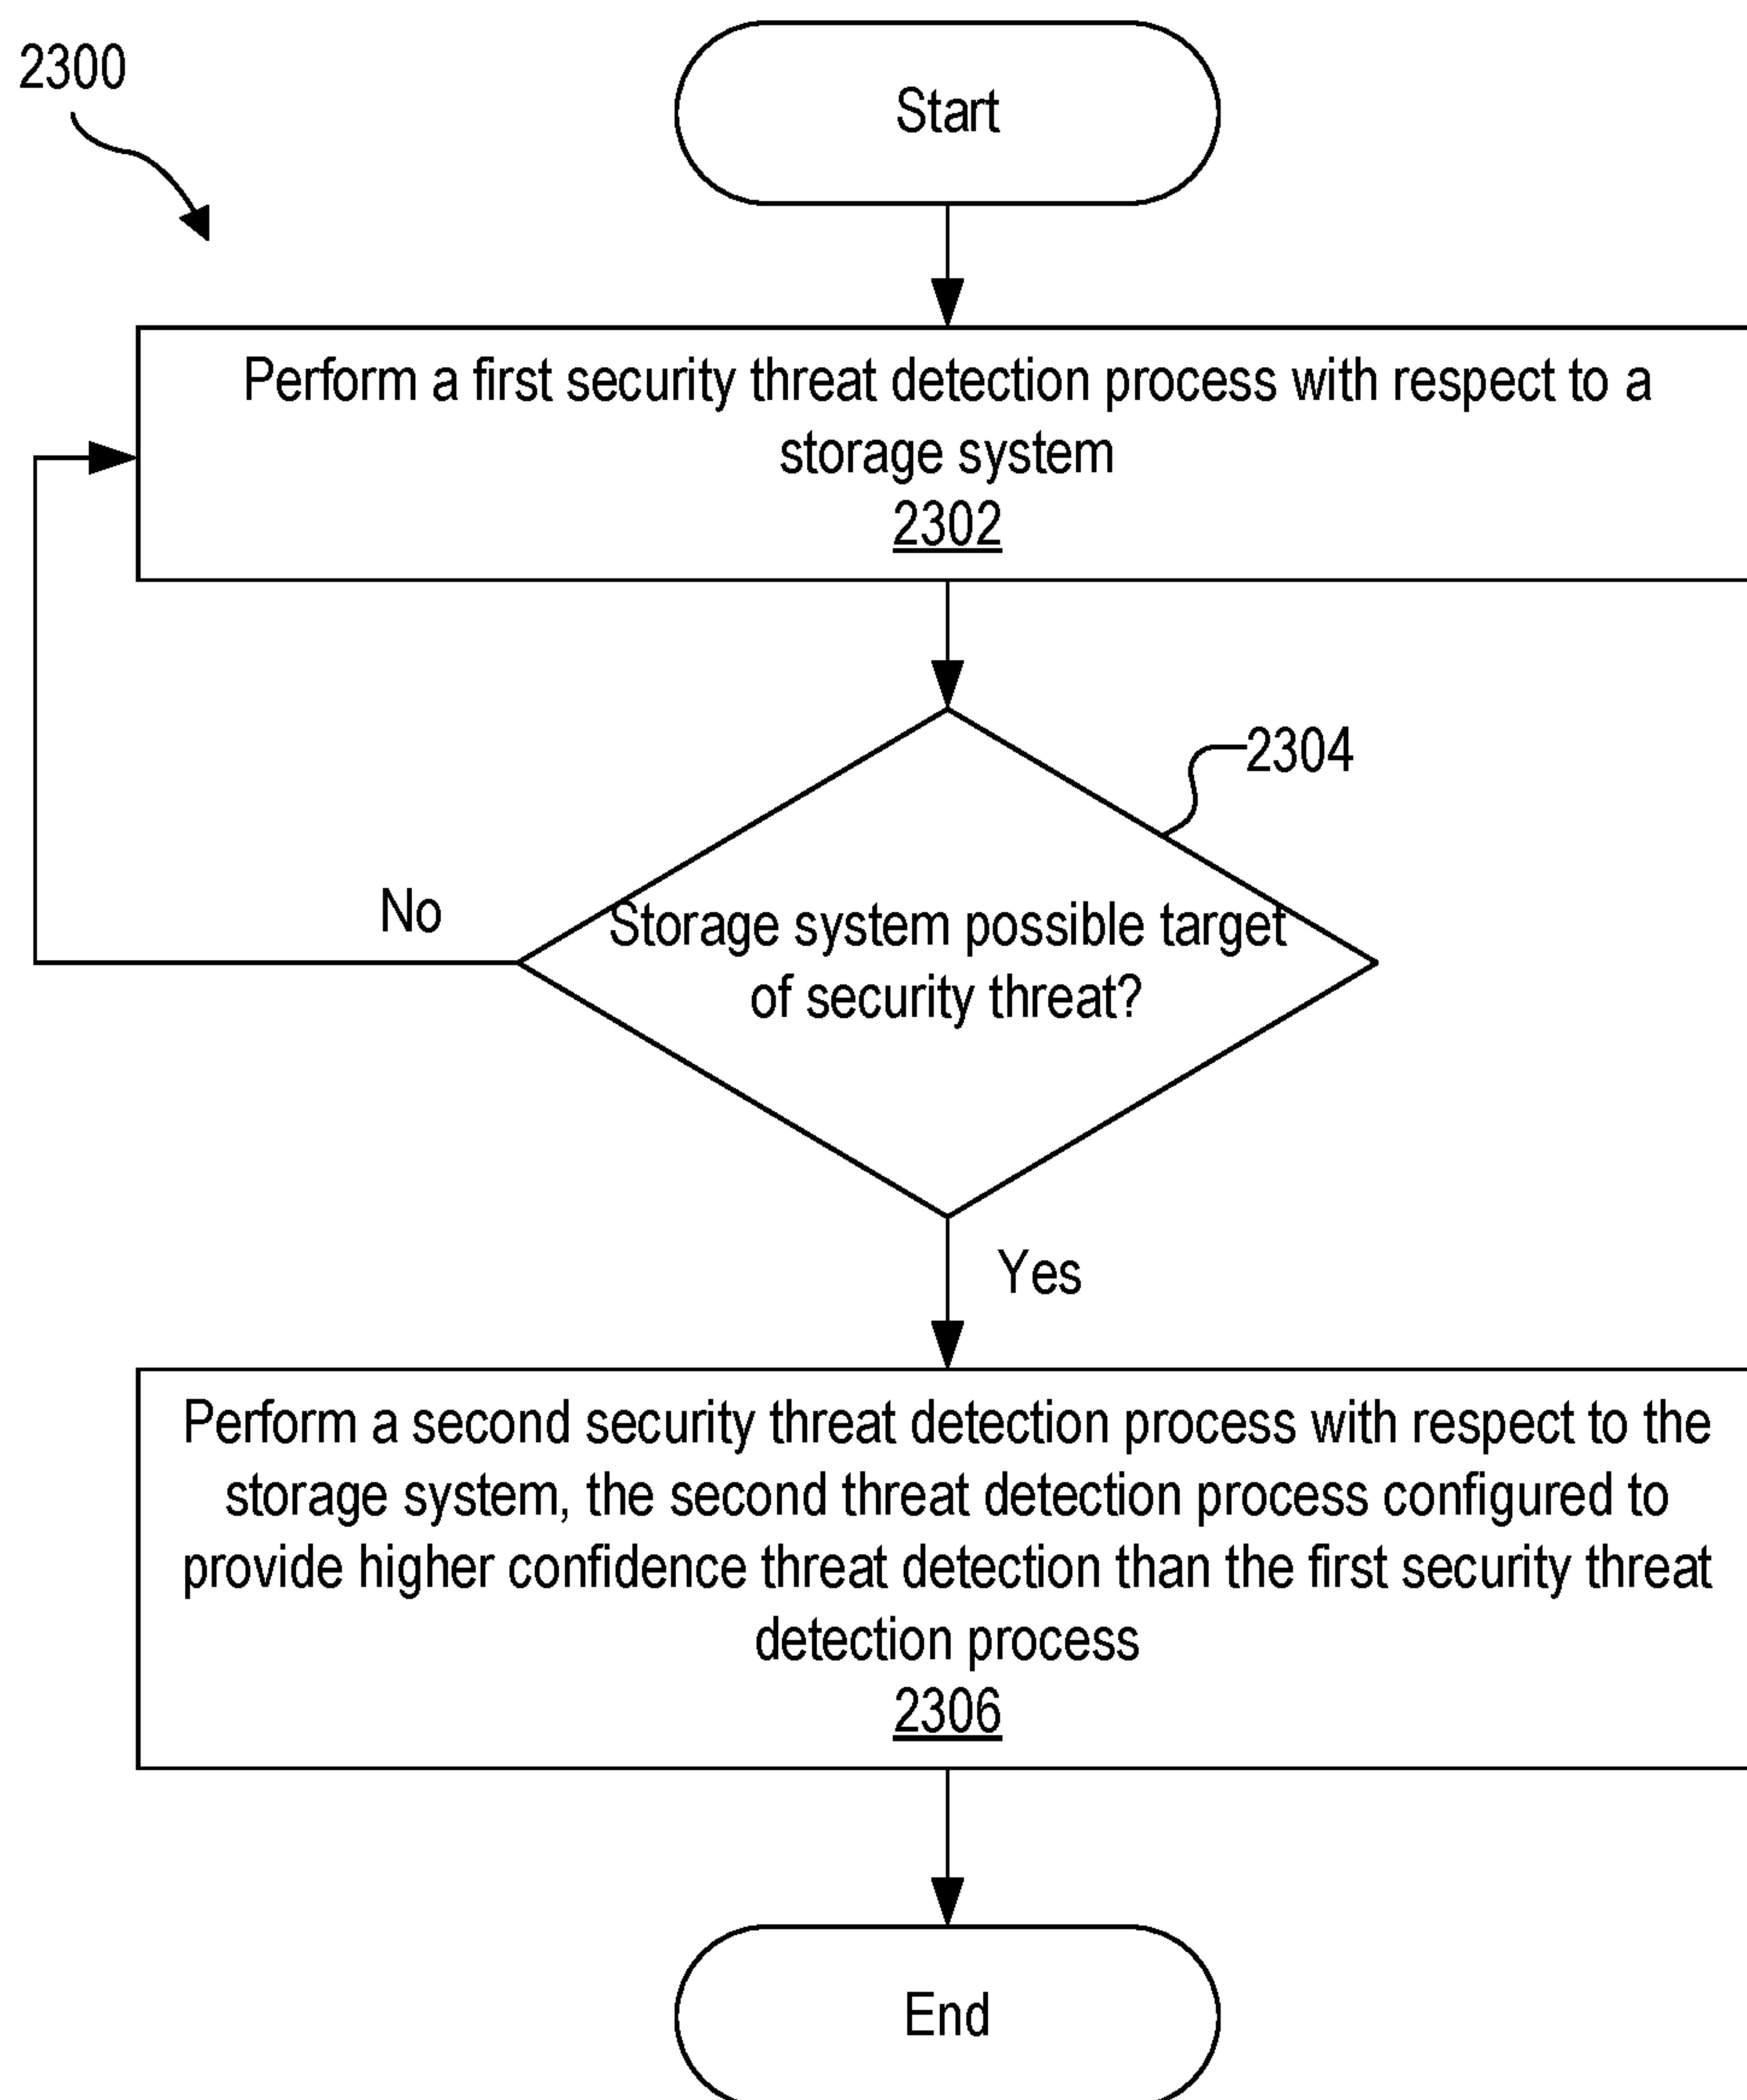 2300
Start
Perform a first security threat detection process with respect to a
storage system
2302
2304
Storage system possible target
of security threat?
No
Yes
Perform a second security threat detection process with respect to the
storage system, the second threat detection process configured to
provide higher confidence threat detection than the first security threat
detection process
2306
End